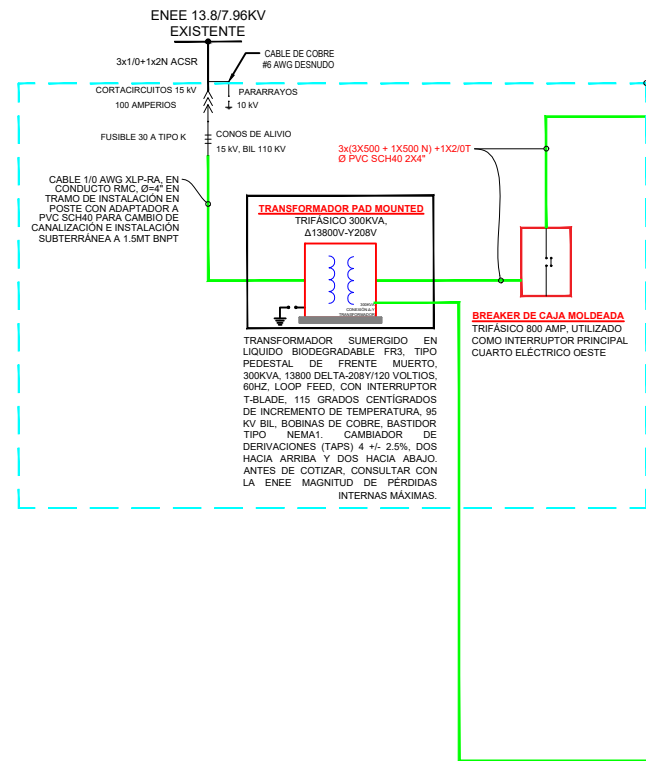 ENEE 13.8/7.96KV
EXISTENTE
3x1/0+1x2N ACSR
CABLE DE COBRE
#6 AWG DESNUDO
CORTACIRCUITOS 15 kV
100 AMPERIOS
PARARRAYOS
10 kV
FUSIBLE 30 A TIPO K
CONOS DE ALIVIO
15 kV, BIL 110 KV
3x(3X500 + 1X500 N) +1X2/0T
Ø PVC SCH40 2X4"
CABLE 1/0 AWG XLP-RA, EN
CONDUCTO RMC, Ø=4" EN
TRAMO DE INSTALACIÓN EN
POSTE CON ADAPTADOR A
PVC SCH40 PARA CAMBIO DE
CANALIZACIÓN E INSTALACIÓN
SUBTERRÁNEA A 1.5MT BNPT
TRANSFORMADOR PAD MOUNTED
TRIFÁSICO 300KVA,
Δ13800V-Y208V
300KVA
CONEXIÓN Δ-Y
TRANSFORMADOR
BREAKER DE CAJA MOLDEADA
TRIFÁSICO 800 AMP, UTILIZADO
COMO INTERRUPTOR PRINCIPAL
CUARTO ELÉCTRICO OESTE
TRANSFORMADOR SUMERGIDO EN
LIQUIDO BIODEGRADABLE FR3, TIPO
PEDESTAL DE FRENTE MUERTO,
300KVA, 13800 DELTA-208Y/120 VOLTIOS,
60HZ, LOOP FEED, CON INTERRUPTOR
T-BLADE, 115 GRADOS CENTÍGRADOS
DE INCREMENTO DE TEMPERATURA, 95
KV BIL, BOBINAS DE COBRE, BASTIDOR
TIPO NEMA1. CAMBIADOR DE
DERIVACIONES (TAPS) 4 +/- 2.5%, DOS
HACIA ARRIBA Y DOS HACIA ABAJO.
ANTES DE COTIZAR, CONSULTAR CON
LA ENEE MAGNITUD DE PÉRDIDAS
INTERNAS MÁXIMAS.